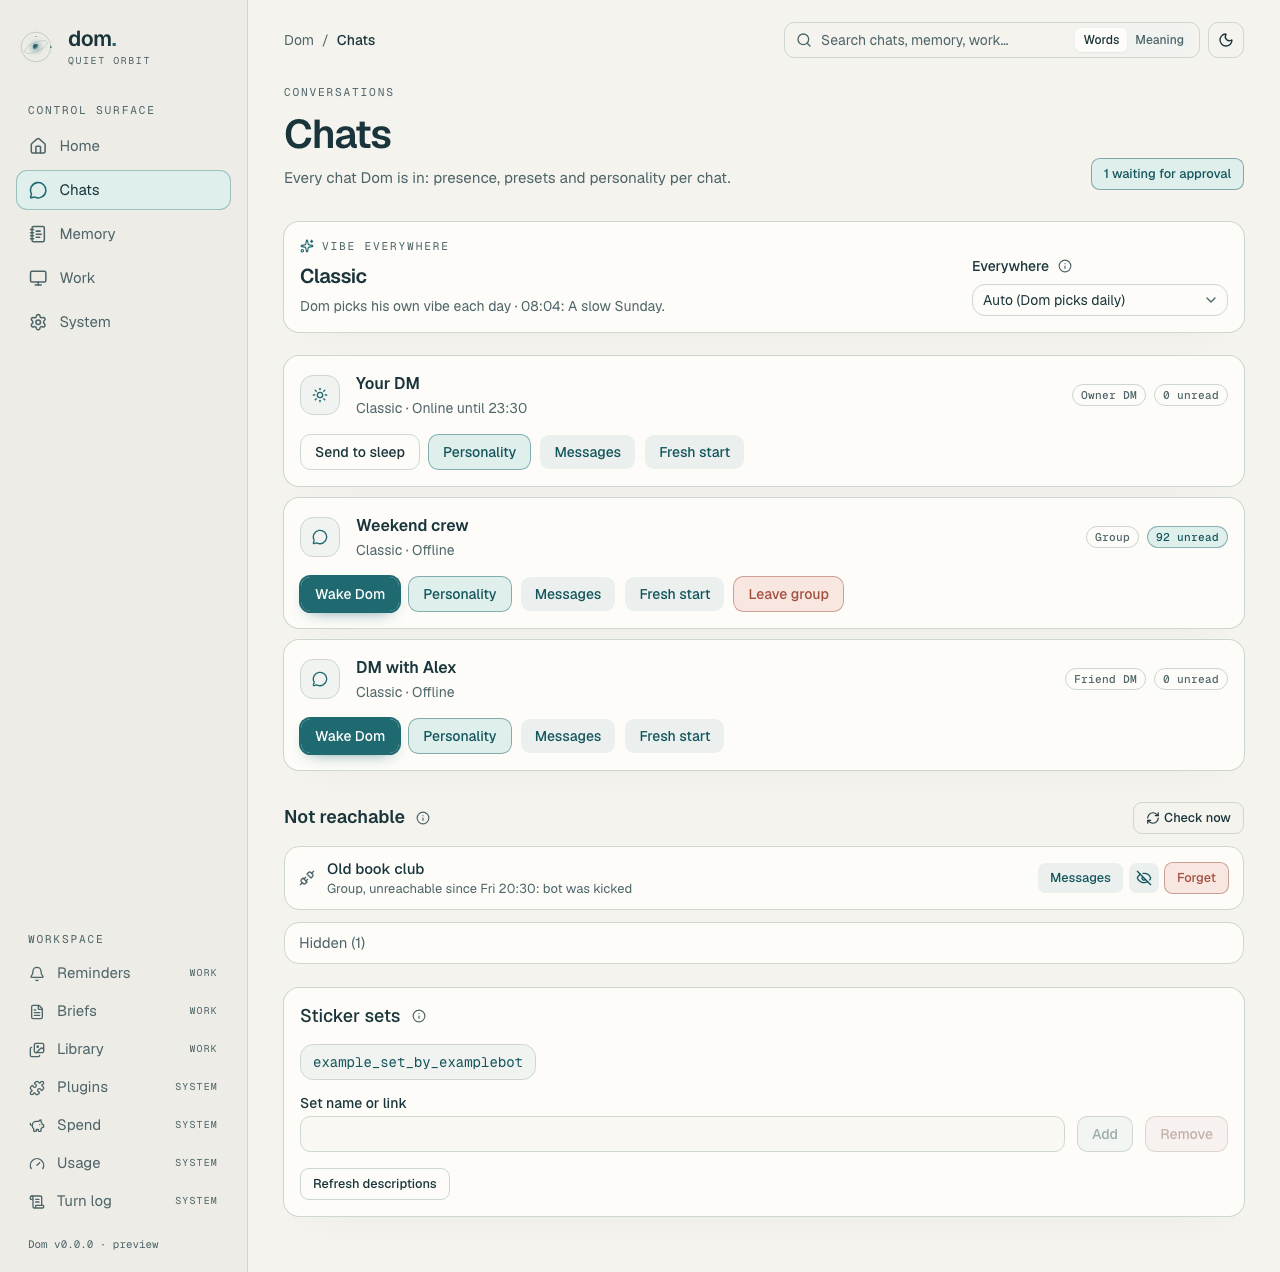 dom.
QUIET ORBIT
CONTROL SURFACE
Home
Chats
Memory
Work
System
WORKSPACE
Reminders WORK
Briefs WORK
Library WORK
Plugins SYSTEM
Spend SYSTEM
Usage SYSTEM
Turn log SYSTEM
Dom v0.0.0 · preview
Dom / Chats
Search chats, memory, work… Words Meaning
CONVERSATIONS
Chats
Every chat Dom is in: presence, presets and personality per chat.
1 waiting for approval
VIBE EVERYWHERE
Classic
Dom picks his own vibe each day · 08:04: A slow Sunday.
Everywhere
Auto (Dom picks daily)
Your DM
Classic · Online until 23:30
Owner DM 0 unread
Send to sleep Personality Messages Fresh start
Weekend crew
Classic · Offline
Group 92 unread
Wake Dom Personality Messages Fresh start Leave group
DM with Alex
Classic · Offline
Friend DM 0 unread
Wake Dom Personality Messages Fresh start
Not reachable
Check now
Old book club
Group, unreachable since Fri 20:30: bot was kicked
Messages Forget
Hidden (1)
Sticker sets
example_set_by_examplebot
Set name or link
Add Remove
Refresh descriptions